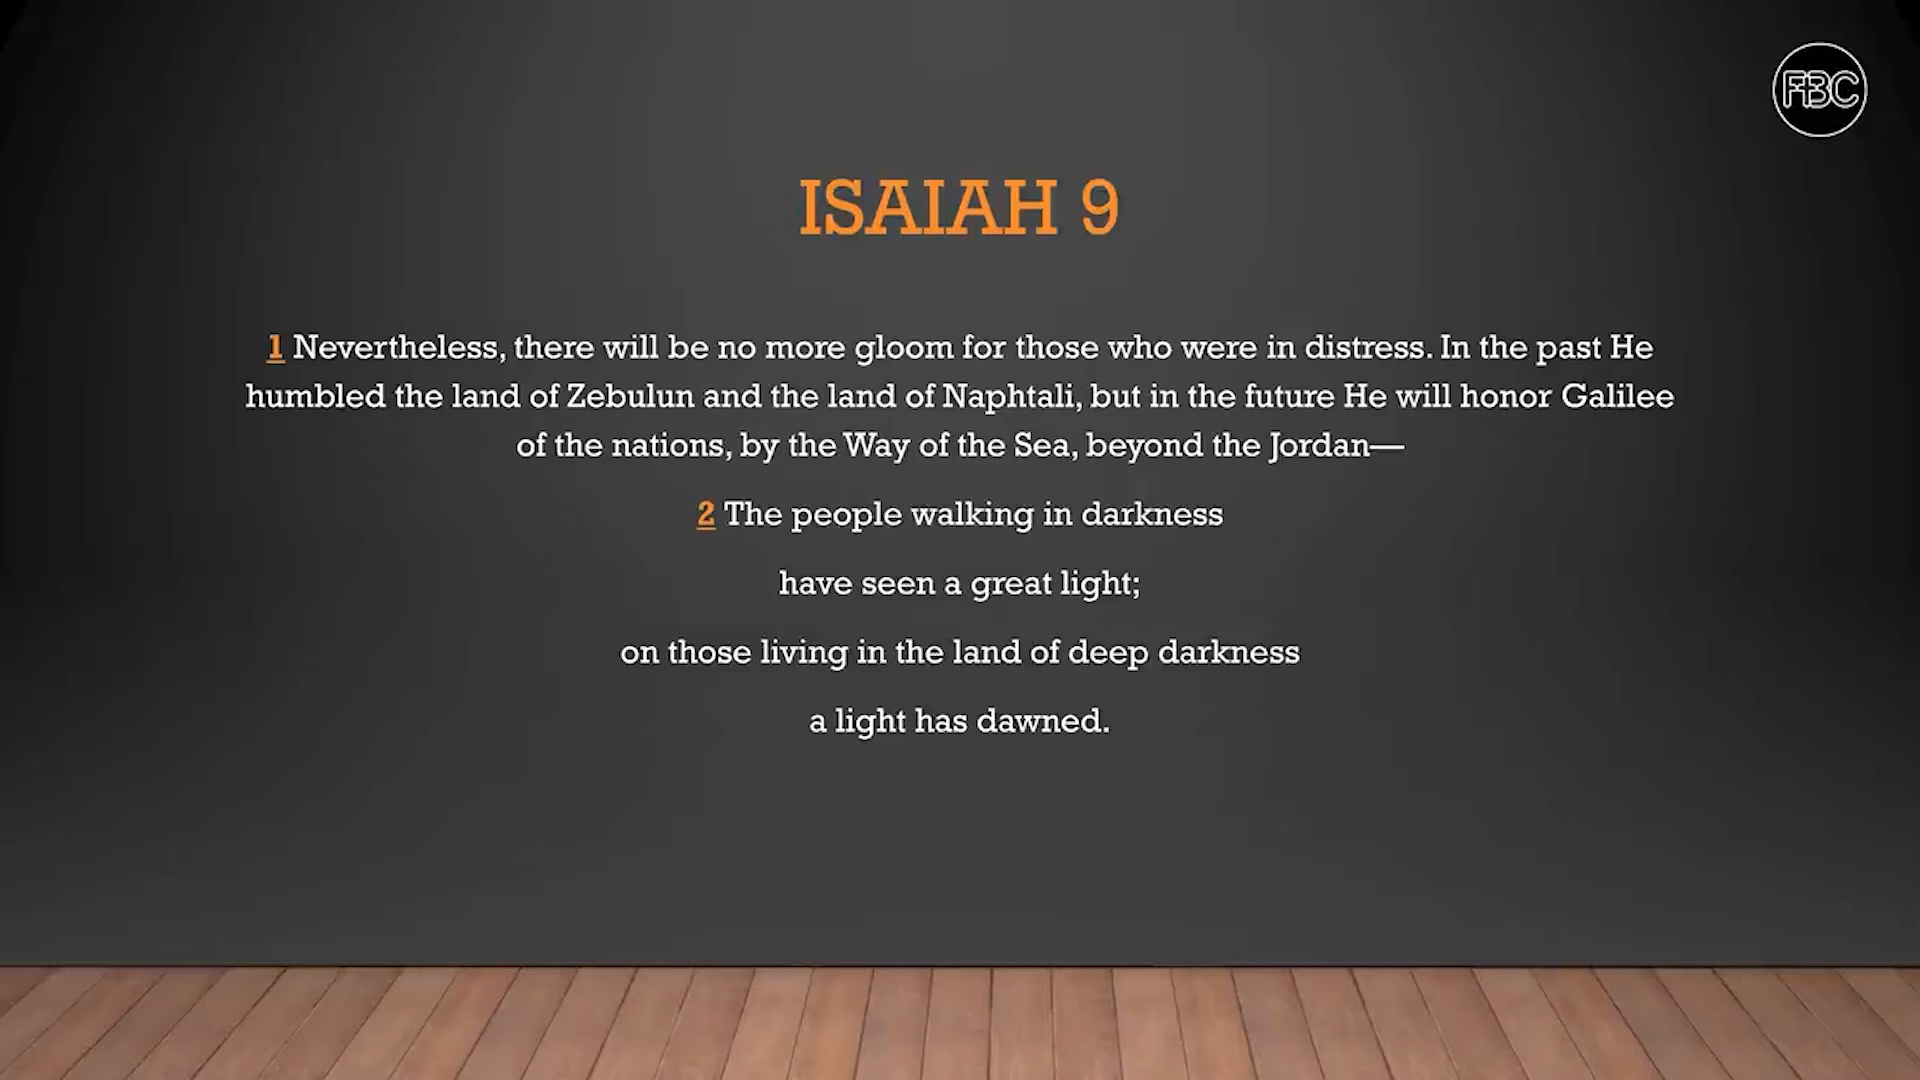 FBC
ISAIAH 9
1 Nevertheless, there will be no more gloom for those who were in distress. In the past He
humbled the land of Zebulun and the land of Naphtali, but in the future He will honor Galilee
of the nations, by the Way of the Sea, beyond the Jordan—
2 The people walking in darkness
have seen a great light;
on those living in the land of deep darkness
a light has dawned.